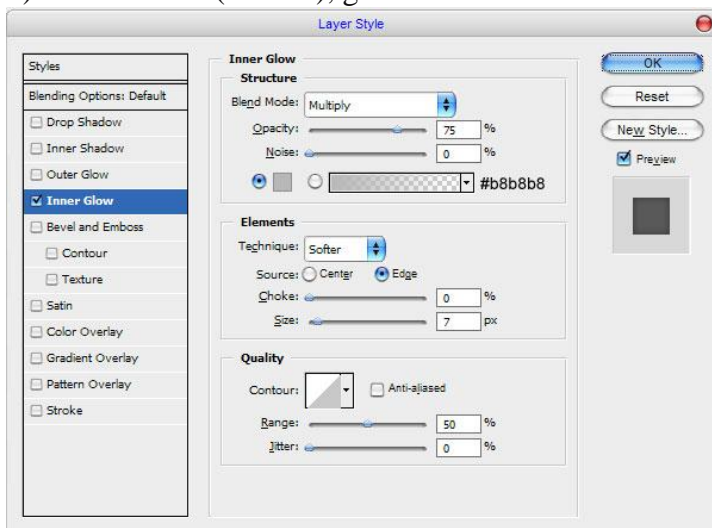 Layer Style
Styles
Blending Options: Default
Drop Shadow
Inner Shadow
Outer Glow
Inner Glow
Bevel and Emboss
Contour
Texture
Satin
Color Overlay
Gradient Overlay
Pattern Overlay
Stroke
Inner Glow
Structure
Blend Mode: Multiply
Opacity: 75 %
Noise: 0 %
#b8b8b8
Elements
Technique: Softer
Source: Center Edge
Choke: 0 %
Size: 7 px
Quality
Contour: Anti-aliased
Range: 50 %
Jitter: 0 %
OK
Reset
New Style...
Preview